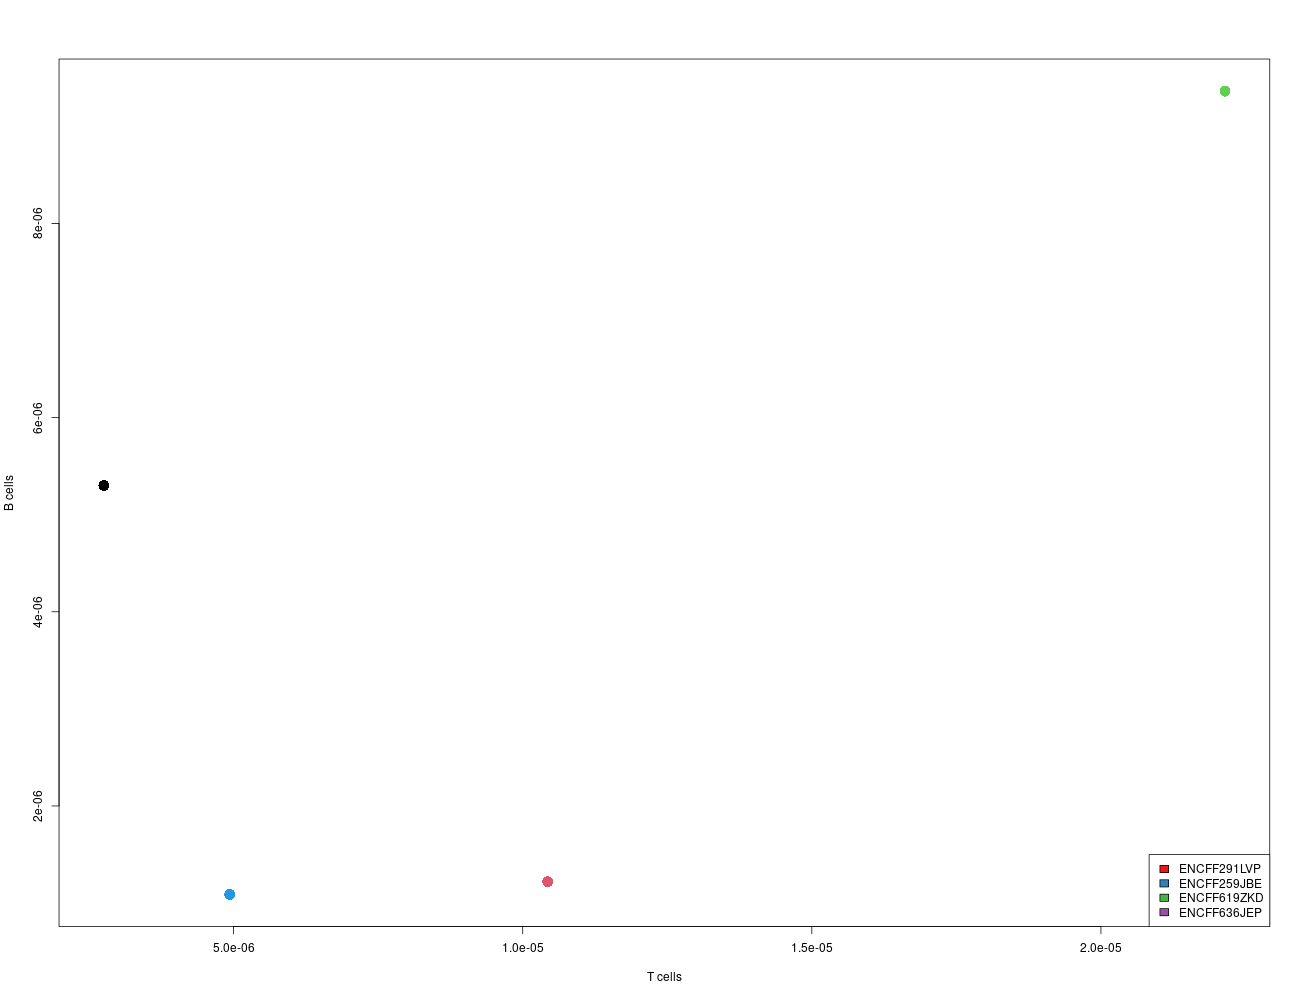 8e-06
6e-06
4e-06
2e-06
B cells
5.0e-06
1.0e-05
1.5e-05
2.0e-05
T cells
ENCFF291LVP
ENCFF259JBE
ENCFF619ZKD
ENCFF636JEP